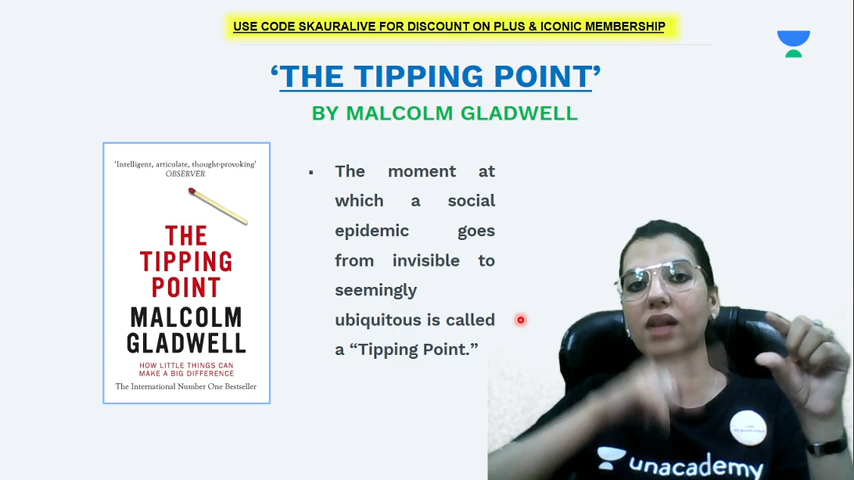 USE CODE SKAURALIVE FOR DISCOUNT ON PLUS & ICONIC MEMBERSHIP
‘THE TIPPING POINT’
BY MALCOLM GLADWELL
‘Intelligent, articulate, thought-provoking’
OBSERVER
THE
TIPPING
POINT
MALCOLM
GLADWELL
HOW LITTLE THINGS CAN
MAKE A BIG DIFFERENCE
The International Number One Bestseller
▪ The moment at
which a social
epidemic goes
from invisible to
seemingly
ubiquitous is called
a “Tipping Point.”
unacademy